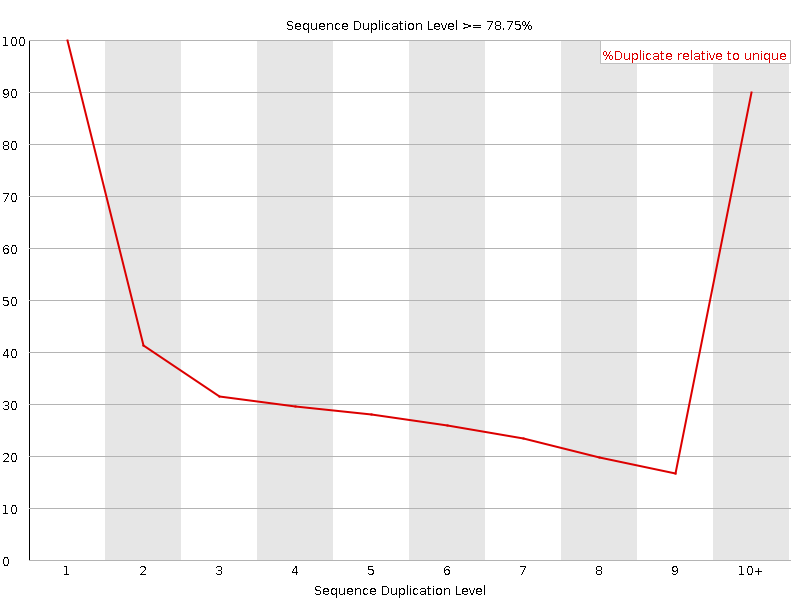 Sequence Duplication Level >= 78.75%
%Duplicate relative to unique
100
90
80
70
60
50
40
30
20
10
0
1 2 3 4 5 6 7 8 9 10+
Sequence Duplication Level